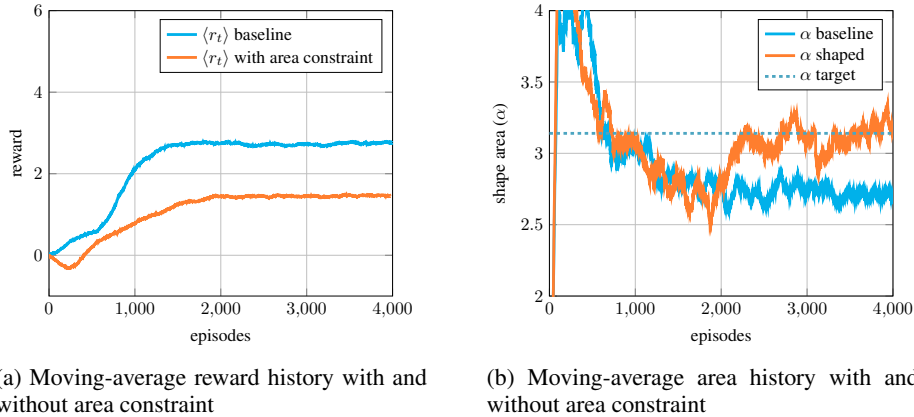 6
4
2
0
0
1,000
2,000
3,000
4,000
reward
episodes
⟨r_t⟩ baseline
⟨r_t⟩ with area constraint
4
3.5
3
2.5
2
0
1,000
2,000
3,000
4,000
shape area (α)
episodes
α baseline
α shaped
α target
(a) Moving-average reward history with and
without area constraint
(b) Moving-average area history with and
without area constraint